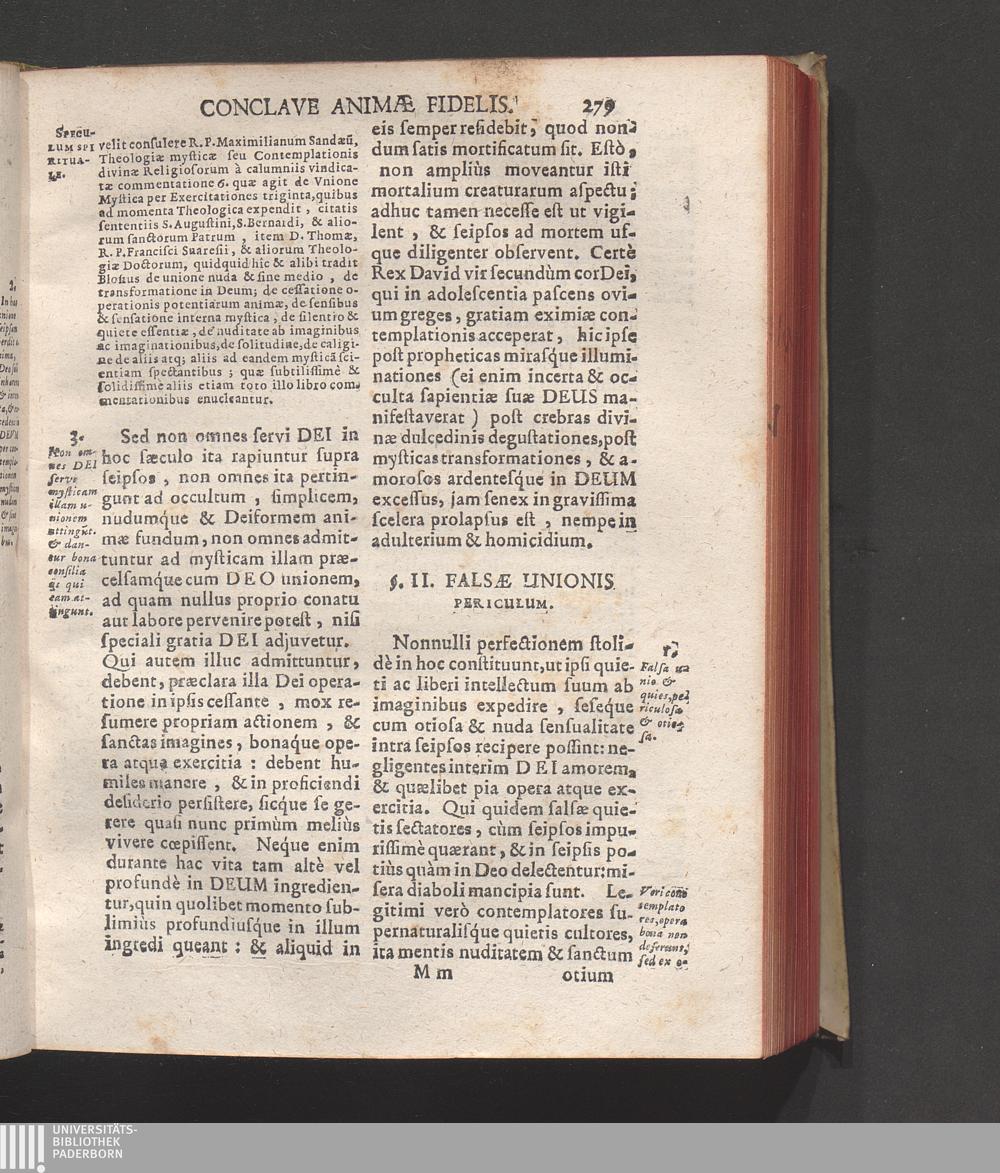 CONCLAVE ANIMÆ FIDELIS. 279
SPECU-
LUM SPI
RITUA-
LE.
velit consulere R. P. Maximilianum Sandæũ,
Theologiæ mysticæ seu Contemplationis
divinæ Religiosorum à calumniis vindica-
tæ commentatione 6. quæ agit de Vnione
Mystica per Exercitationes triginta, quibus
ad momenta Theologica expendit, citatis
sententiis S. Augustini, S. Bernardi, & alio-
rum sanctorum Patrum, item D. Thomæ,
R. P. Francisci Suaresii, & aliorum Theolo-
giæ Doctorum, quidquid hic & alibi tradit
Blosius de unione nuda & sine medio, de
transformatione in Deum; de cessatione o-
perationis potentiarum animæ, de sensibus
& sensatione interna mystica, de silentio &
quiete essentiæ, de nuditate ab imaginibus
ac imaginationibus, de solitudine, de caligi-
ne de aliis atq; aliis ad eandem mysticã sci-
entiam spectantibus; quæ subtilissimè &
solidissimè aliis etiam toto illo libro com-
mentationibus enucleantur.
3.
Non om-
nes DEI
servi
mysticam
illam u-
nionem
attingũt.
& dan-
tur bona
consilia
ijs qui
eam at-
tingunt.
Sed non omnes servi DEI in
hoc sæculo ita rapiuntur supra
seipsos, non omnes ita pertin-
gunt ad occultum, simplicem,
nudumq́ue & Deiformem ani-
mæ fundum, non omnes admit-
tuntur ad mysticam illam præ-
celsamq́ue cum DEO unionem,
ad quam nullus proprio conatu
aut labore pervenire potest, nisi
speciali gratia DEI adjuvetur.
Qui autem illuc admittuntur,
debent, præclara illa Dei opera-
tione in ipsis cessante, mox re-
sumere propriam actionem, &
sanctas imagines, bonaq́ue ope-
ra atque exercitia: debent hu-
miles manere, & in proficiendi
desiderio persistere, sicq́ue se ge-
rere quasi nunc primùm meliùs
vivere cœpissent. Neq́ue enim
durante hac vita tam altè vel
profundè in DEUM ingredien-
tur, quin quolibet momento sub-
limiùs profundiusq́ue in illum
ingredi queant: & aliquid in
eis semper residebit, quod non-
dum satis mortificatum sit. Estò,
non ampliùs moveantur isti
mortalium creaturarum aspectu;
adhuc tamen necesse est ut vigi-
lent, & seipsos ad mortem us-
que diligenter observent. Certè
Rex David vir secundùm cor Dei,
qui in adolescentia pascens ovi-
um greges, gratiam eximiæ con-
templationis acceperat, hic ipse
post propheticas mirasq́ue illumi-
nationes (ei enim incerta & oc-
culta sapientiæ suæ DEUS ma-
nifestaverat) post crebras divi-
næ dulcedinis degustationes, post
mysticas transformationes, & a-
morosos ardentesq́ue in DEUM
excessus, jam senex in gravissima
scelera prolapsus est, nempe in
adulterium & homicidium.
§. II. FALSÆ UNIONIS
PERICULUM.
Nonnulli perfectionem stoli-
dè in hoc constituunt, ut ipsi quie-
ti ac liberi intellectum suum ab
imaginibus expedire, seseque
cum otiosa & nuda sensualitate
intra seipsos recipere possint: ne-
gligentes interim DEI amorem,
& quælibet pia opera atque ex-
ercitia. Qui quidem falsæ quie-
tis sectatores, cùm seipsos impu-
rissimè quærant, & in seipsis po-
tiùs quàm in Deo delectentur: mi-
sera diaboli mancipia sunt. Le-
gitimi verò contemplatores su-
pernaturalisque quietis cultores,
ita mentis nuditatem & sanctum
1.
Falsa u-
nio &
quies, pe-
riculosa
& otio-
sa.
Veri con-
templato
res, opera
bona non
deserunt,
sed ex o-
M m otium
UNIVERSITÄTS-
BIBLIOTHEK
PADERBORN